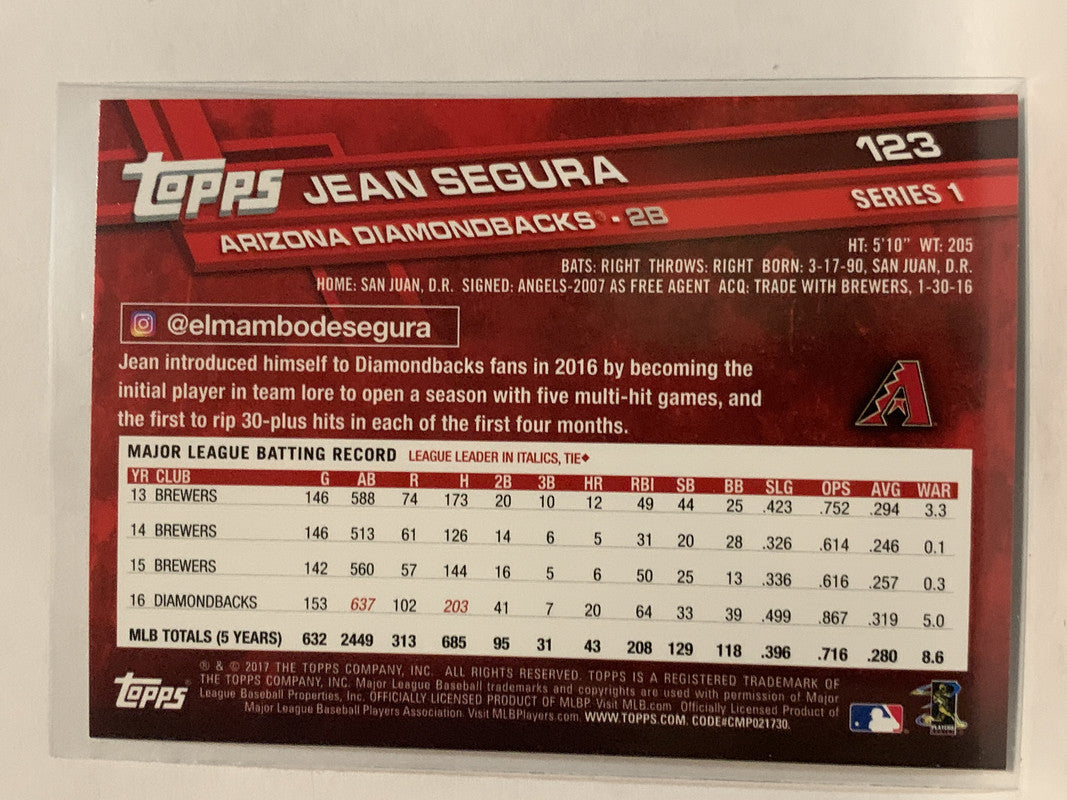 TOPPS JEAN SEGURA 123
ARIZONA DIAMONDBACKS® - 2B SERIES 1
HT: 5'10" WT: 205
BATS: RIGHT THROWS: RIGHT BORN: 3-17-90, SAN JUAN, D.R.
HOME: SAN JUAN, D.R. SIGNED: ANGELS-2007 AS FREE AGENT ACQ: TRADE WITH BREWERS, 1-30-16
@elmambodesegura
Jean introduced himself to Diamondbacks fans in 2016 by becoming the
initial player in team lore to open a season with five multi-hit games, and
the first to rip 30-plus hits in each of the first four months.
MAJOR LEAGUE BATTING RECORD LEAGUE LEADER IN ITALICS, TIE♦
YR CLUB G AB R H 2B 3B HR RBI SB BB SLG OPS AVG WAR
13 BREWERS 146 588 74 173 20 10 12 49 44 25 .423 .752 .294 3.3
14 BREWERS 146 513 61 126 14 6 5 31 20 28 .326 .614 .246 0.1
15 BREWERS 142 560 57 144 16 5 6 50 25 13 .336 .616 .257 0.3
16 DIAMONDBACKS 153 637 102 203 41 7 20 64 33 39 .499 .867 .319 5.0
MLB TOTALS (5 YEARS) 632 2449 313 685 95 31 43 208 129 118 .396 .716 .280 8.6
® & © 2017 THE TOPPS COMPANY, INC. ALL RIGHTS RESERVED. TOPPS IS A REGISTERED TRADEMARK OF
THE TOPPS COMPANY, INC. Major League Baseball trademarks and copyrights are used with permission of Major
League Baseball Properties, Inc. OFFICIALLY LICENSED PRODUCT OF MLBP Visit MLB.com Officially Licensed Product of
Major League Baseball Players Association. Visit MLBPlayers.com. WWW.TOPPS.COM. CODE#CMP021730.
TOPPS®
PLAYERS